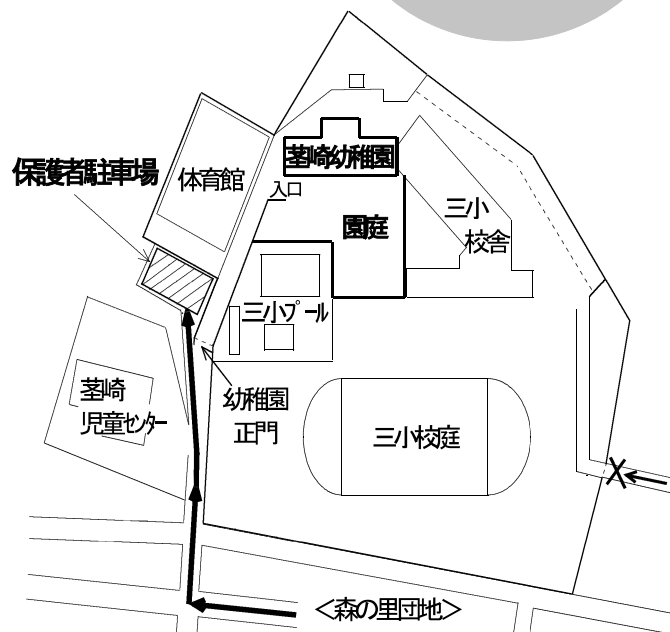 茎崎幼稚園
保護者駐車場
体育館
入口
園庭
三小
校舎
三小プール
茎崎
児童センター
幼稚園
正門
三小校庭
＜森の里団地＞